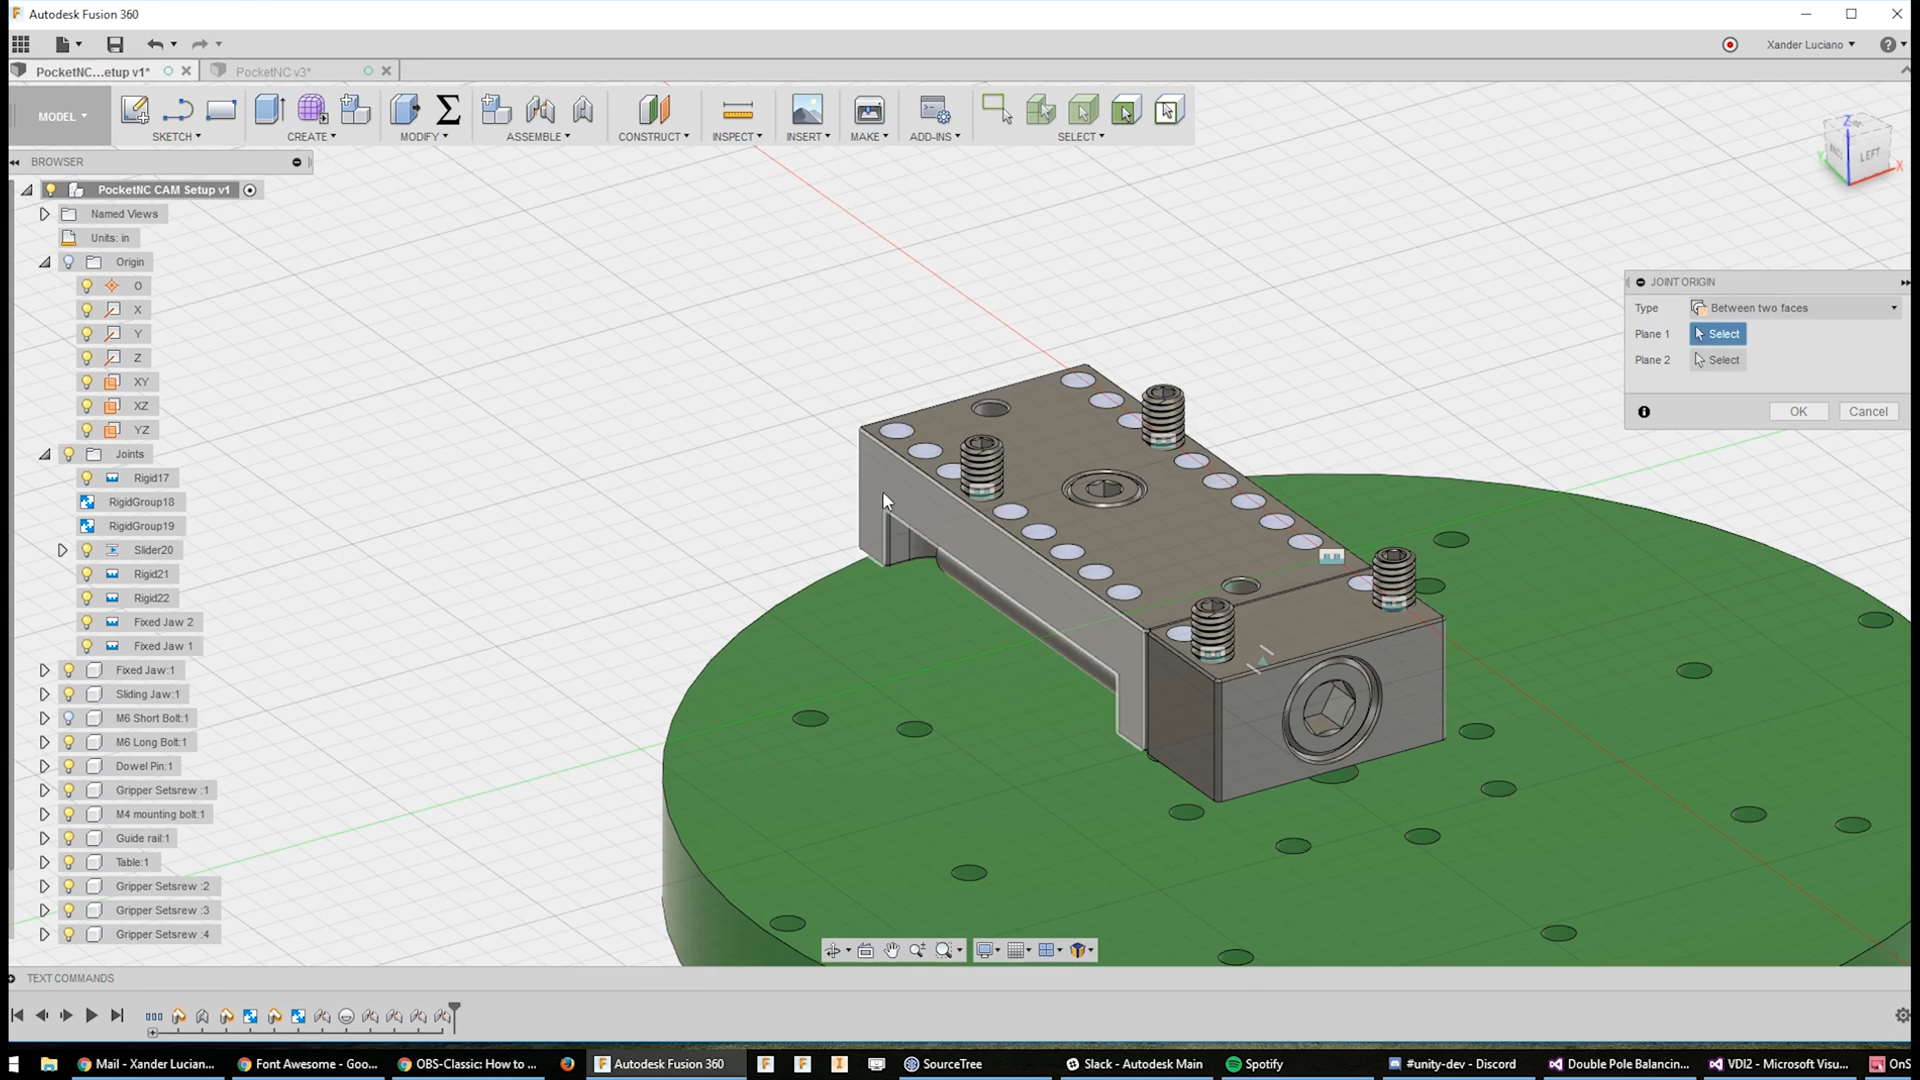 Autodesk Fusion 360
Xander Luciano
PocketNC...etup v1*
PocketNC v3*
MODEL
SKETCH
CREATE
MODIFY
ASSEMBLE
CONSTRUCT
INSPECT
INSERT
MAKE
ADD-INS
SELECT
BROWSER
PocketNC CAM Setup v1
Named Views
Units: in
Origin
O
X
Y
Z
XY
XZ
YZ
Joints
Rigid17
RigidGroup18
RigidGroup19
Slider20
Rigid21
Rigid22
Fixed Jaw 2
Fixed Jaw 1
Fixed Jaw:1
Sliding Jaw:1
M6 Short Bolt:1
M6 Long Bolt:1
Dowel Pin:1
Gripper Setsrew :1
M4 mounting bolt:1
Guide rail:1
Table:1
Gripper Setsrew :2
Gripper Setsrew :3
Gripper Setsrew :4
Z
LEFT
X
JOINT ORIGIN
Type Between two faces
Plane 1 Select
Plane 2 Select
OK Cancel
TEXT COMMANDS
Mail - Xander Lucian...
Font Awesome - Goo...
OBS-Classic: How to ...
Autodesk Fusion 360
SourceTree
Slack - Autodesk Main
Spotify
#unity-dev - Discord
Double Pole Balancin...
VDI2 - Microsoft Visu...
OnS